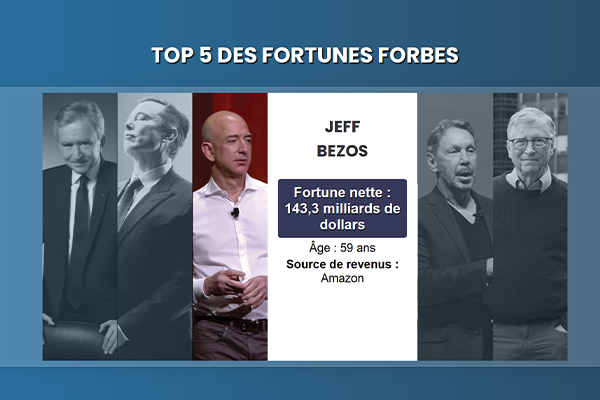 TOP 5 DES FORTUNES FORBES
JEFF
BEZOS
Fortune nette :
143,3 milliards de
dollars
Âge : 59 ans
Source de revenus :
Amazon